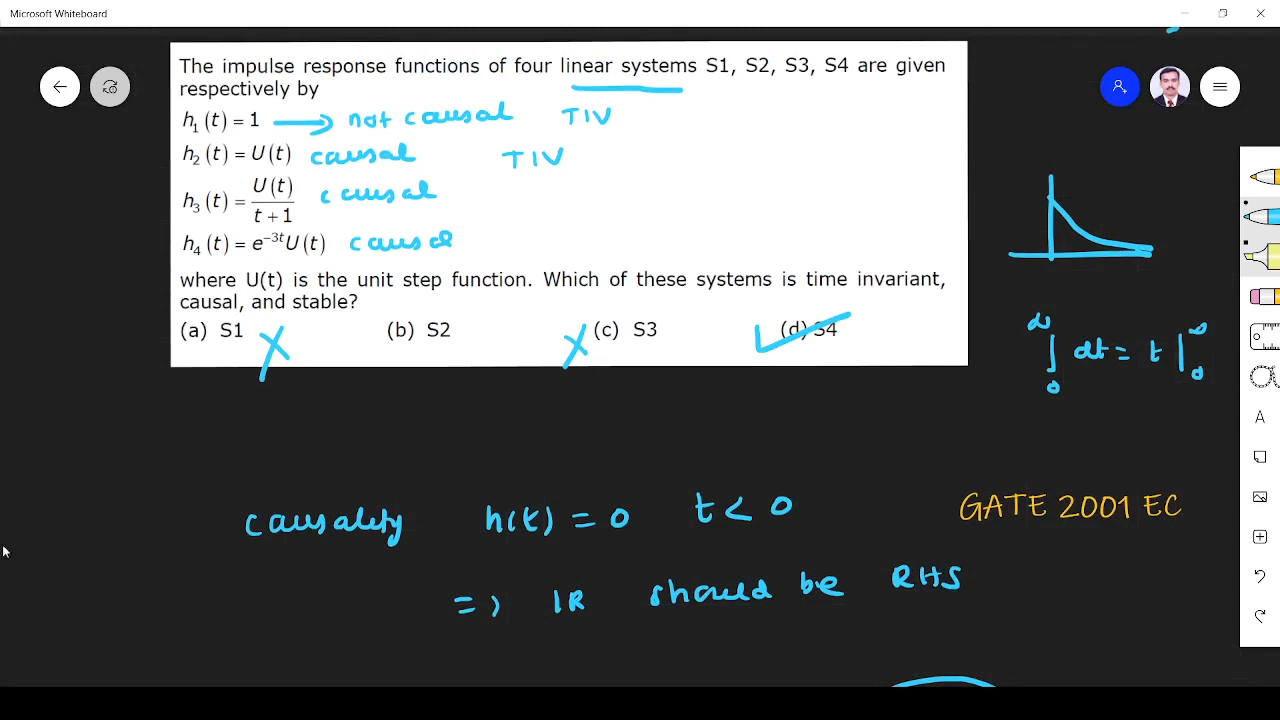 Microsoft Whiteboard
The impulse response functions of four linear systems S1, S2, S3, S4 are given
respectively by
h₁(t) = 1 → not causal TIV
h₂(t) = U(t) causal TIV
h₃(t) = U(t)/(t + 1) causal
h₄(t) = e⁻³ᵗU(t) causal
where U(t) is the unit step function. Which of these systems is time invariant,
causal, and stable?
(a) S1 (b) S2 (c) S3 (d) S4
∞
∫ dt = t |
0 0
causality h(t) = 0 t < 0
GATE 2001 EC
=> IR should be RHS
A